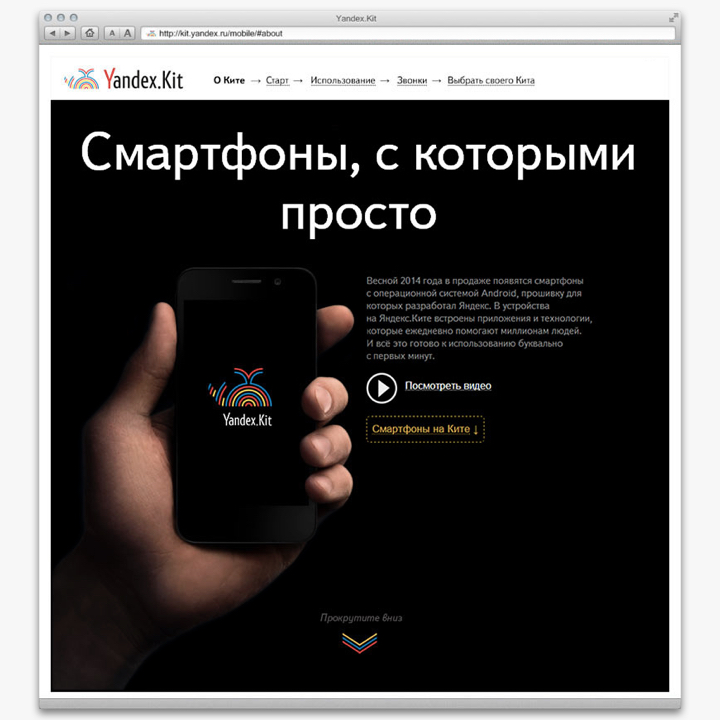 Yandex.Kit
A A http://kit.yandex.ru/mobile/#about
Yandex.Kit О Ките → Старт → Использование → Звонки → Выбрать своего Кита
Смартфоны, с которыми
просто
Весной 2014 года в продаже появятся смартфоны
с операционной системой Android, прошивку для
которых разработал Яндекс. В устройства
на Яндекс.Ките встроены приложения и технологии,
которые ежедневно помогают миллионам людей.
И всё это готово к использованию буквально
с первых минут.
Посмотреть видео
Смартфоны на Ките ↓
Yandex.Kit
Прокрутите вниз